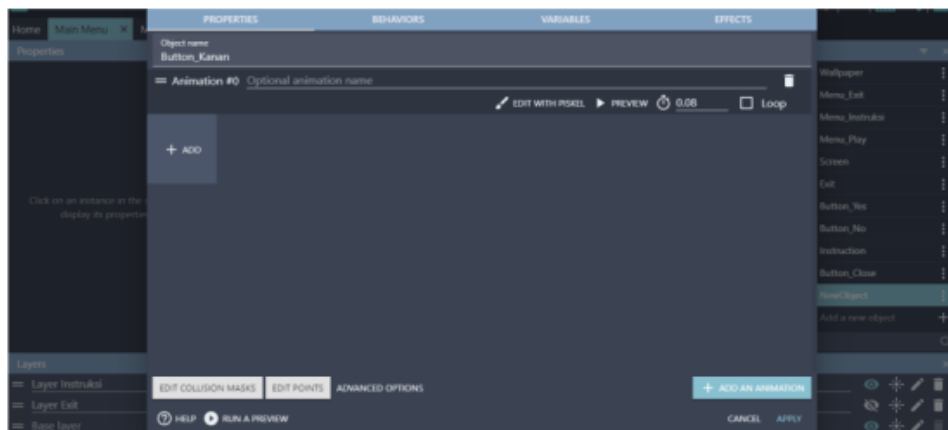 PROPERTIES BEHAVIORS VARIABLES EFFECTS
Home Main Menu × M
Properties
Object name
Button_Kanan
Animation #0 Optional animation name
EDIT WITH PISKEL PREVIEW 0.08 Loop
+ ADD
Click on an instance in the
display its propertie
Wallpaper
Menu_Exit
Menu_Instruksi
Menu_Play
Screen
Exit
Button_Yes
Button_No
Instruction
Button_Close
NewObject
Add a new object +
Layers
Layer Instruksi
Layer Exit
Base layer
EDIT COLLISION MASKS EDIT POINTS ADVANCED OPTIONS + ADD AN ANIMATION
HELP RUN A PREVIEW CANCEL APPLY